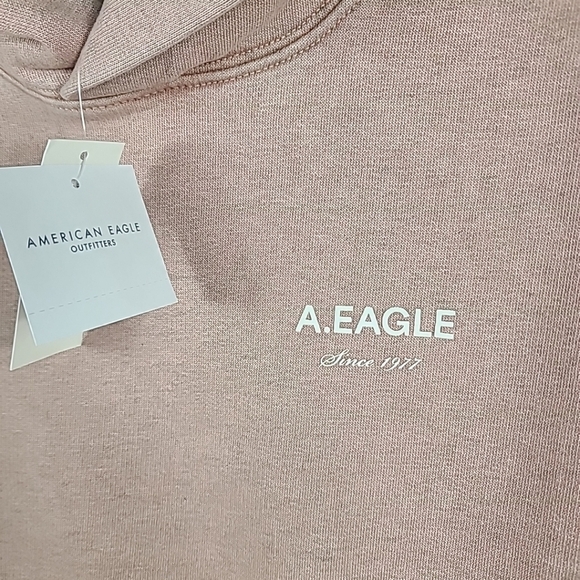 AMERICAN EAGLE
OUTFITTERS
A.EAGLE
Since 1977